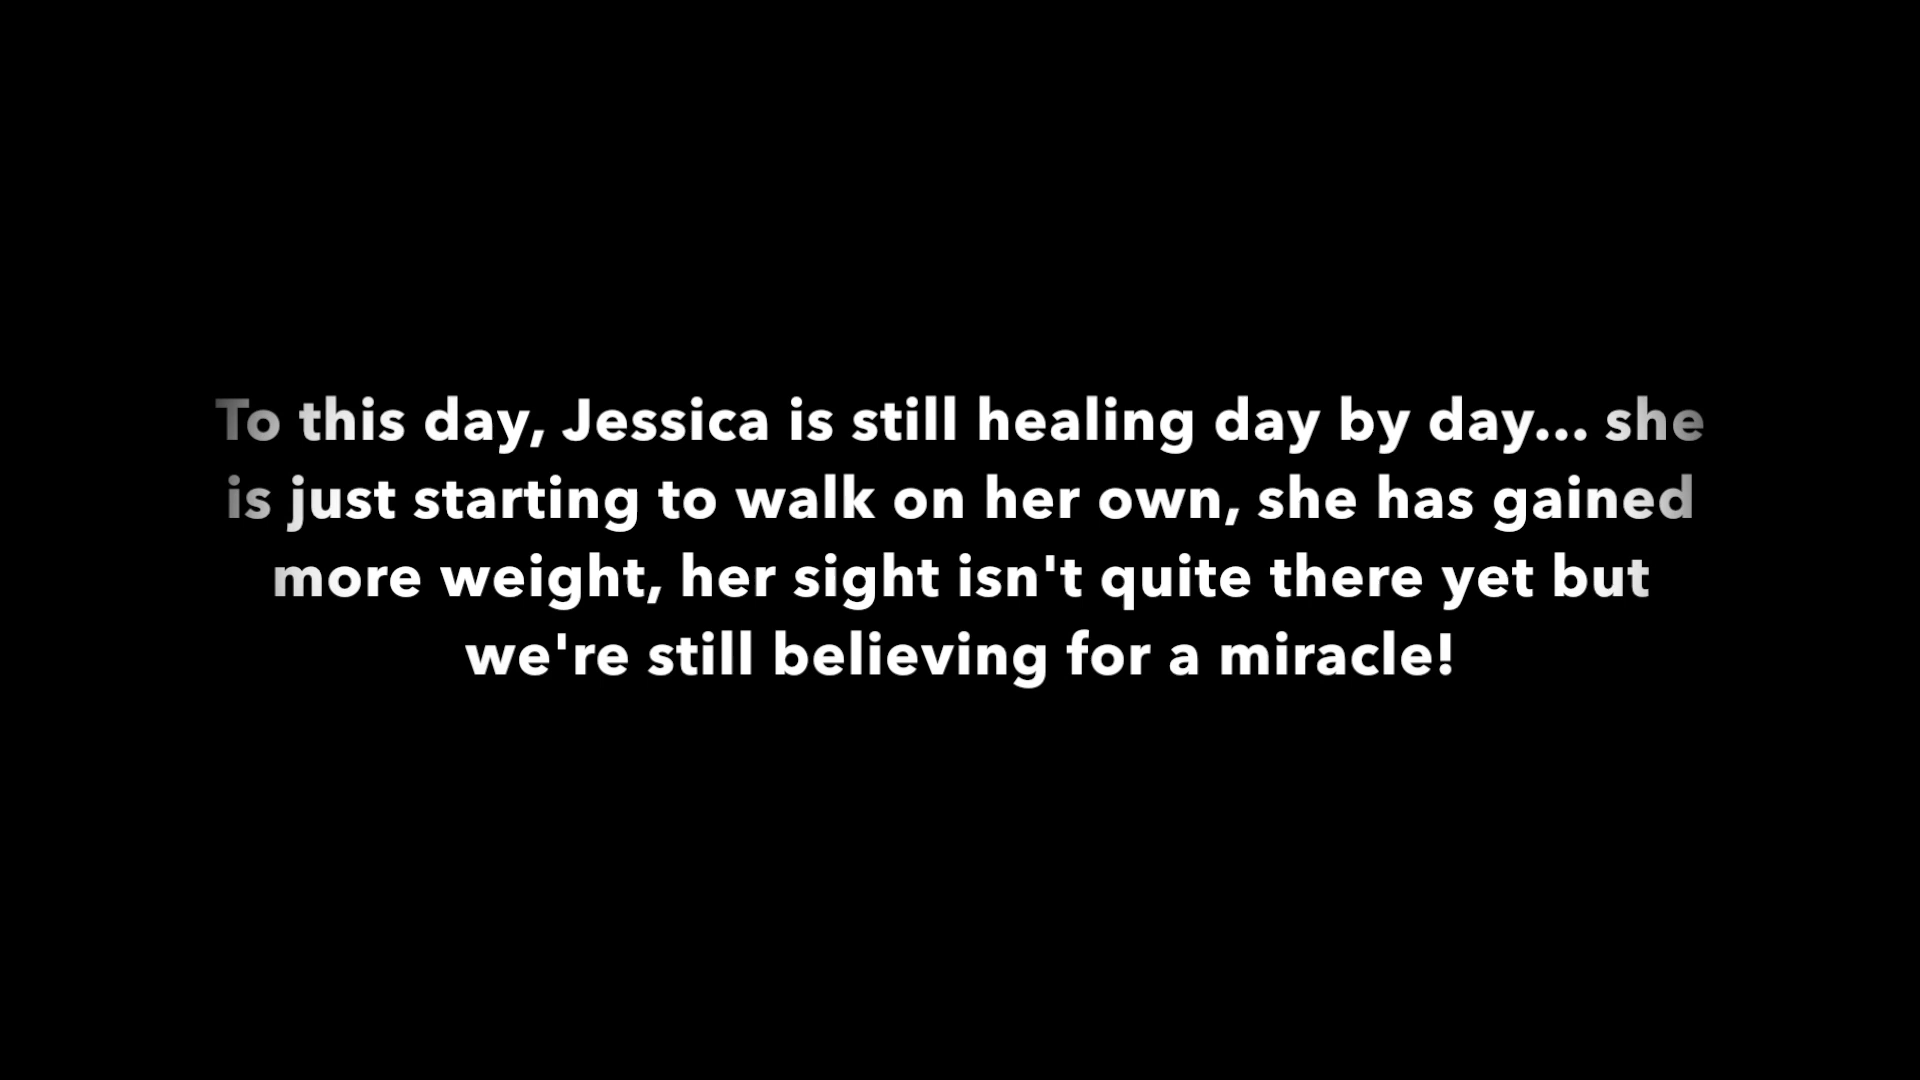 To this day, Jessica is still healing day by day... she
is just starting to walk on her own, she has gained
more weight, her sight isn't quite there yet but
we're still believing for a miracle!